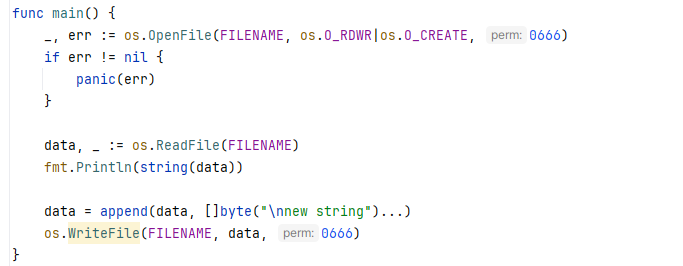 func main() {
    _, err := os.OpenFile(FILENAME, os.O_RDWR|os.O_CREATE, perm: 0666)
    if err != nil {
        panic(err)
    }

    data, _ := os.ReadFile(FILENAME)
    fmt.Println(string(data))

    data = append(data, []byte("\nnew string")...)
    os.WriteFile(FILENAME, data, perm: 0666)
}